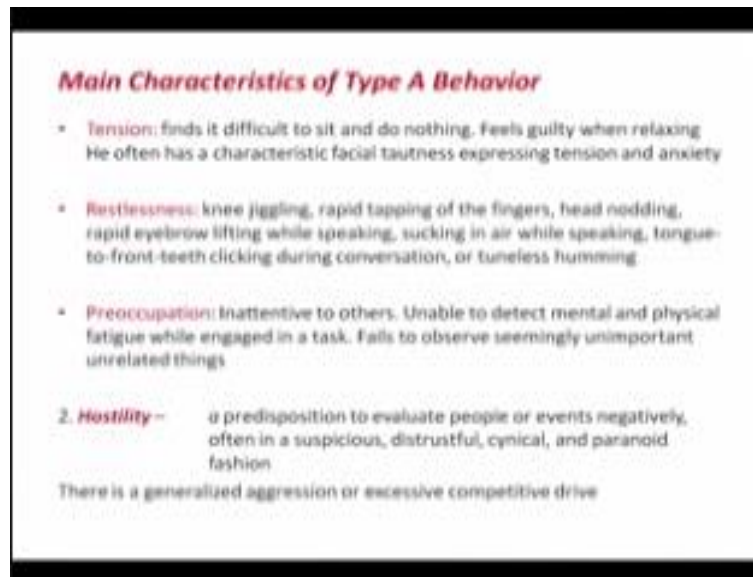 Main Characteristics of Type A Behavior
• Tension: finds it difficult to sit and do nothing. Feels guilty when relaxing
He often has a characteristic facial tautness expressing tension and anxiety
• Restlessness: knee jiggling, rapid tapping of the fingers, head nodding,
rapid eyebrow lifting while speaking, sucking in air while speaking, tongue-
to-front-teeth clicking during conversation, or tuneless humming
• Preoccupation: Inattentive to others. Unable to detect mental and physical
fatigue while engaged in a task. Fails to observe seemingly unimportant
unrelated things
2. Hostility – a predisposition to evaluate people or events negatively,
often in a suspicious, distrustful, cynical, and paranoid
fashion
There is a generalized aggression or excessive competitive drive